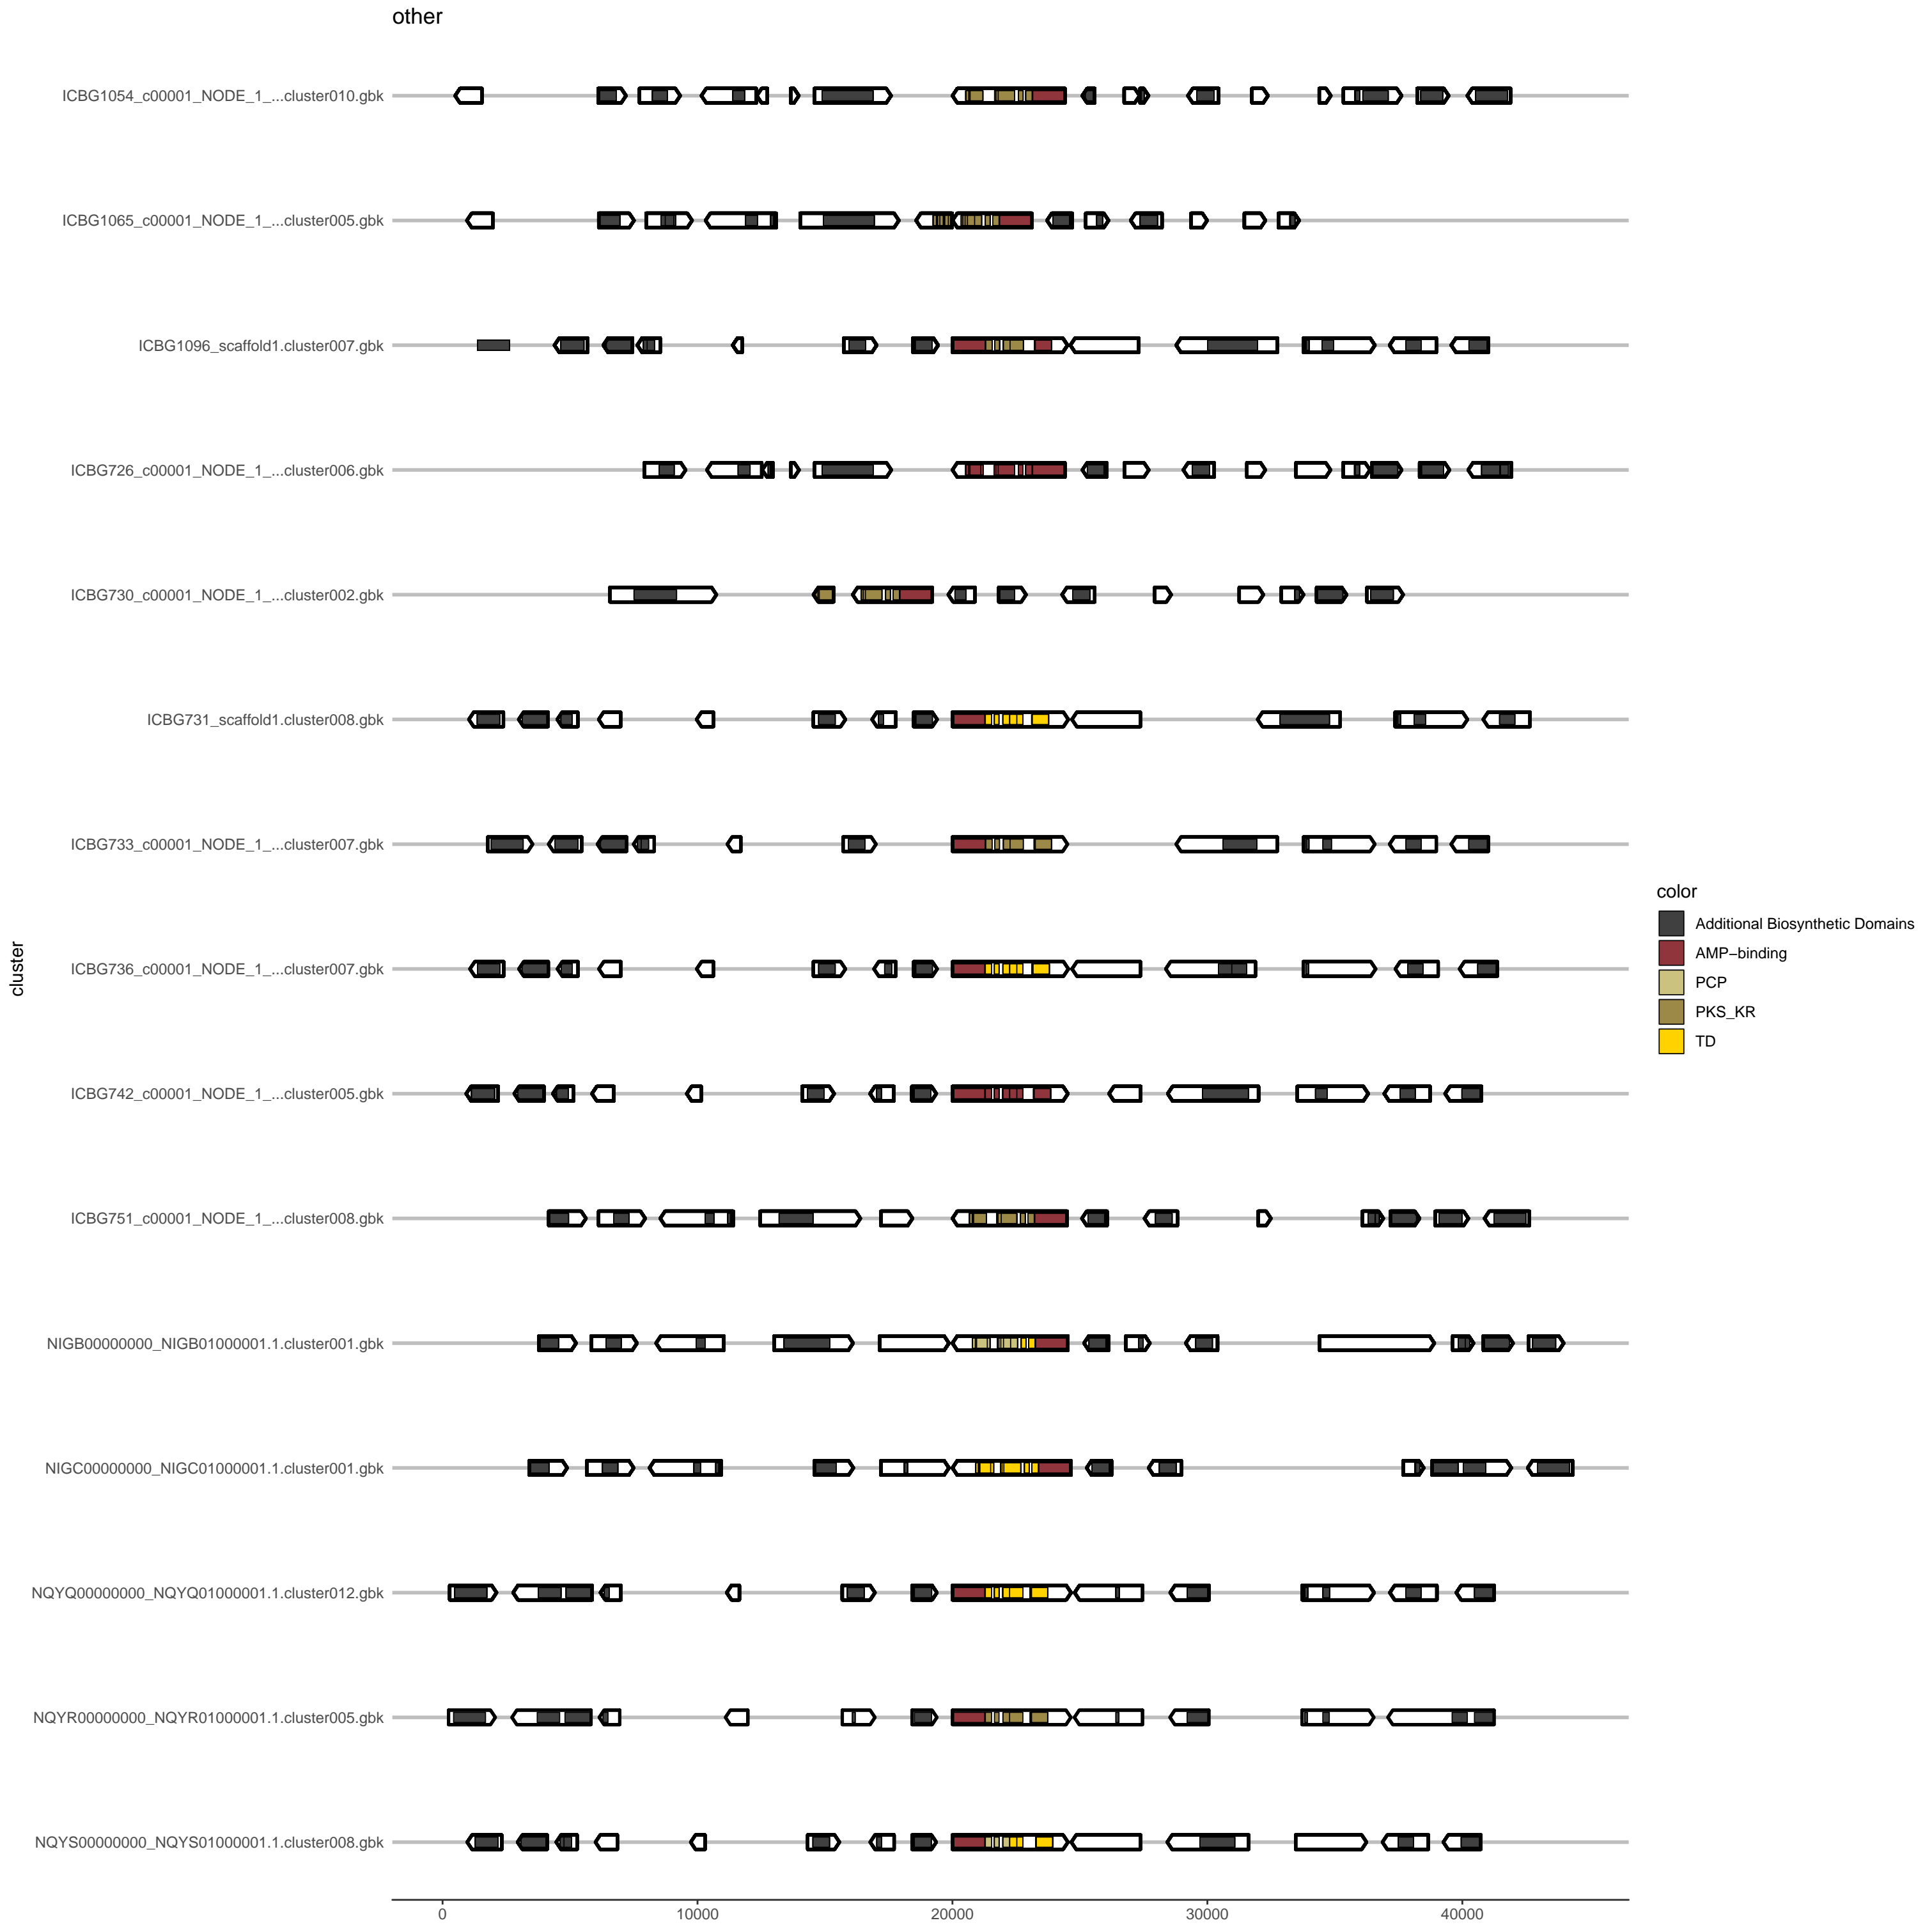 other
ICBG1054_c00001_NODE_1_...cluster010.gbk
ICBG1065_c00001_NODE_1_...cluster005.gbk
ICBG1096_scaffold1.cluster007.gbk
ICBG726_c00001_NODE_1_...cluster006.gbk
ICBG730_c00001_NODE_1_...cluster002.gbk
ICBG731_scaffold1.cluster008.gbk
ICBG733_c00001_NODE_1_...cluster007.gbk
ICBG736_c00001_NODE_1_...cluster007.gbk
ICBG742_c00001_NODE_1_...cluster005.gbk
ICBG751_c00001_NODE_1_...cluster008.gbk
NIGB00000000_NIGB01000001.1.cluster001.gbk
NIGC00000000_NIGC01000001.1.cluster001.gbk
NQYQ00000000_NQYQ01000001.1.cluster012.gbk
NQYR00000000_NQYR01000001.1.cluster005.gbk
NQYS00000000_NQYS01000001.1.cluster008.gbk
cluster
0 10000 20000 30000 40000
color
Additional Biosynthetic Domains
AMP−binding
PCP
PKS_KR
TD